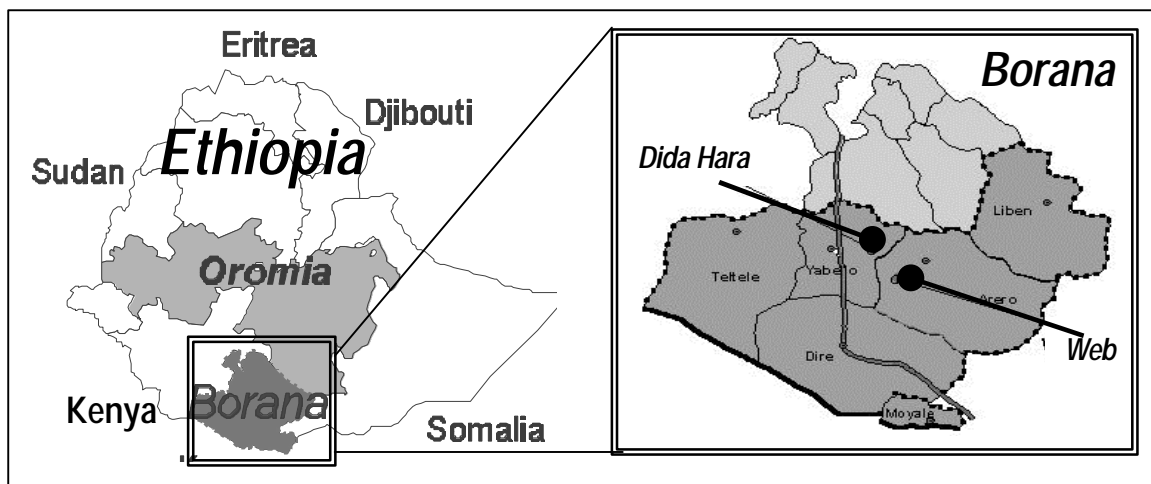 Eritrea
Djibouti
Ethiopia
Sudan
Oromia
Kenya
Borana
Somalia
Borana
Dida Hara
Liben
Teltele
Yabelo
Arero
Web
Dire
Moyale